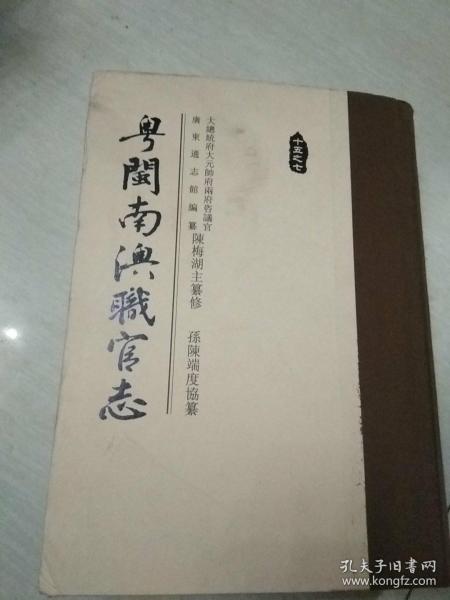 十五之七
大總統府大元帥府兩府咨議官
廣東通志館編纂陳梅湖主纂修 孫陳端度協纂
粤閩南澳職官志
孔夫子旧书网
www.kongfz.com